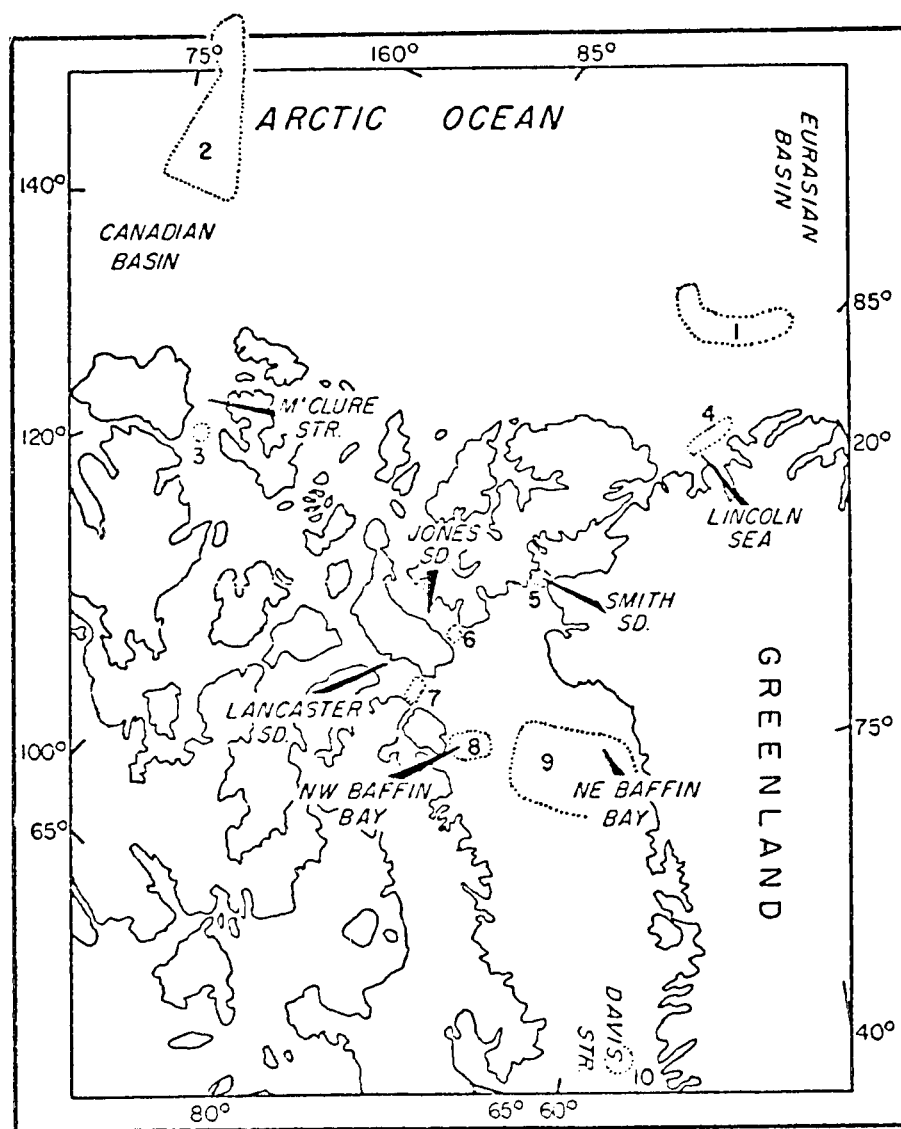 75° 160° 85°
ARCTIC OCEAN
2
EURASIAN
BASIN
140°
CANADIAN
BASIN
85°
1
M'CLURE
STR.
4
120°
3
20°
LINCOLN
SEA
JONES
SD.
5
SMITH
SD.
6
GREENLAND
7
LANCASTER
SD.
75°
100°
8
9
NW BAFFIN
BAY
NE BAFFIN
BAY
65°
DAVIS
STR
40°
10
80° 65° 60°